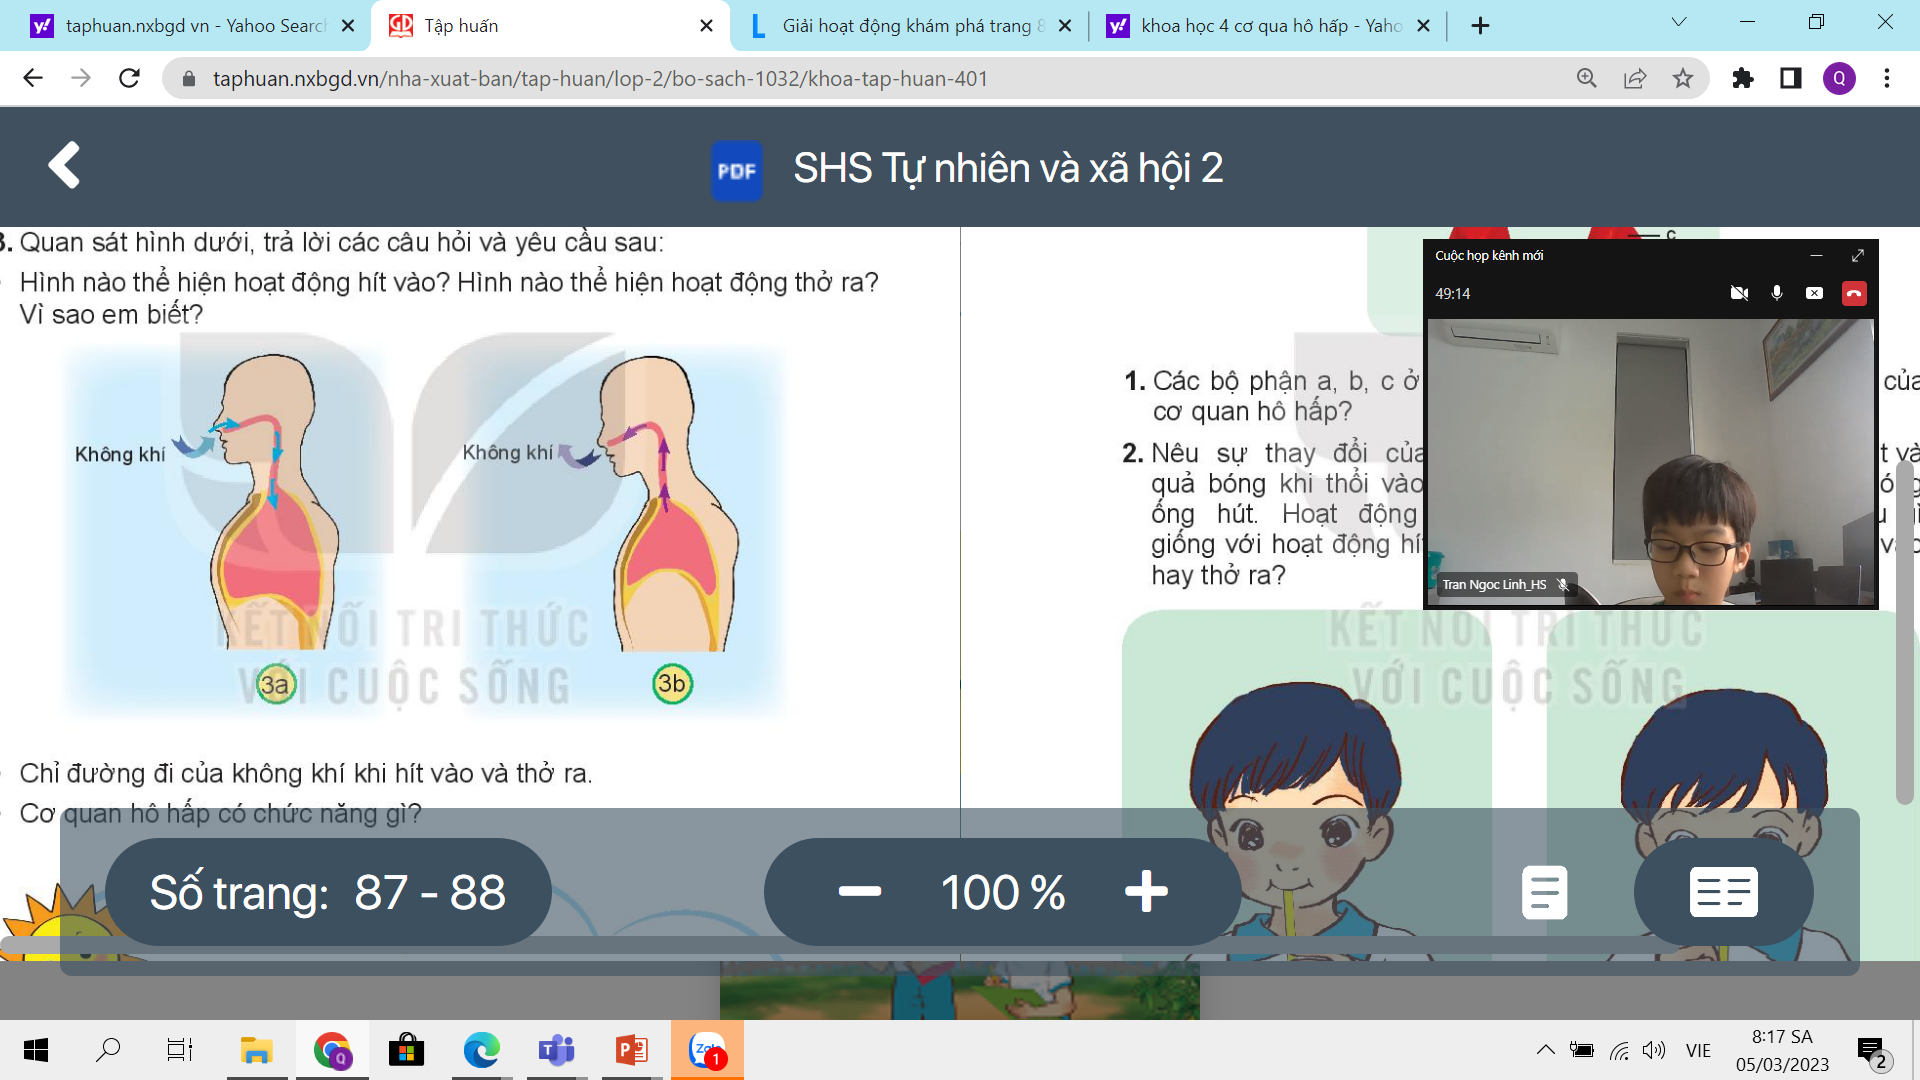 taphuan.nxbgd vn - Yahoo Search
Tập huấn
Giải hoạt động khám phá trang 8
khoa học 4 cơ qua hô hấp - Yaho
taphuan.nxbgd.vn/nha-xuat-ban/tap-huan/lop-2/bo-sach-1032/khoa-tap-huan-401
Q
PDF
SHS Tự nhiên và xã hội 2
3. Quan sát hình dưới, trả lời các câu hỏi và yêu cầu sau:
Hình nào thể hiện hoạt động hít vào? Hình nào thể hiện hoạt động thở ra?
Vì sao em biết?
Không khí
Không khí
3a
3b
KẾT NỐI TRI THỨC
VỚI CUỘC SỐNG
Chỉ đường đi của không khí khi hít vào và thở ra.
Cơ quan hô hấp có chức năng gì?
c
1. Các bộ phận a, b, c ở
của
cơ quan hô hấp?
2. Nêu sự thay đổi của
t và
quả bóng khi thổi vào
ống hút. Hoạt động
giống với hoạt động hí
hay thở ra?
KẾT NỐI TRI THỨC
VỚI CUỘC SỐNG
Cuộc họp kênh mới
49:14
Tran Ngoc Linh_HS
Số trang: 87 - 88
100 %
Zalo
1
VIE
8:17 SA
05/03/2023
2